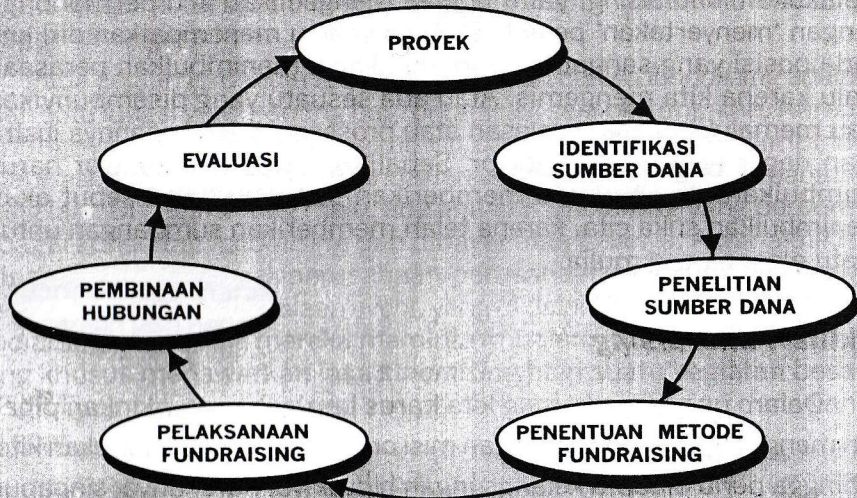 PROYEK
IDENTIFIKASI
SUMBER DANA
PENELITIAN
SUMBER DANA
PENENTUAN METODE
FUNDRAISING
PELAKSANAAN
FUNDRAISING
PEMBINAAN
HUBUNGAN
EVALUASI